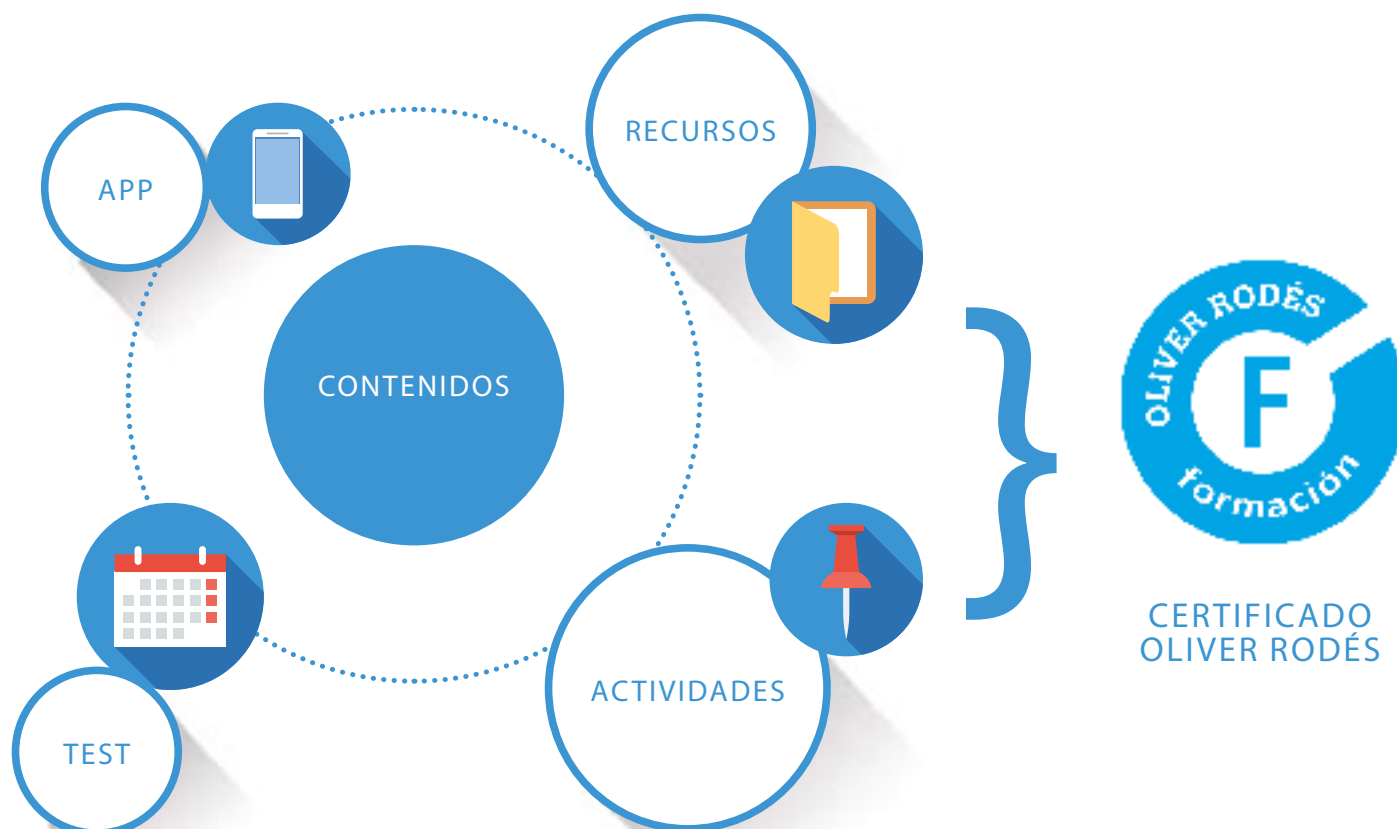 APP
RECURSOS
CONTENIDOS
TEST
ACTIVIDADES
OLIVER RODÉS
F
formación
CERTIFICADO
OLIVER RODÉS